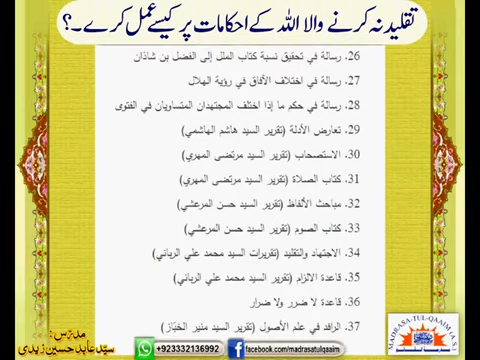 تقلید نہ کرنے والا اللہ کے احکامات پر کیسے عمل کرے ۔؟
26. رسالة في تحقيق نسبة كتاب الملل إلى الفضل بن شاذان
27. رسالة في اختلاف الآفاق في رؤية الهلال
28. رسالة في حكم ما إذا اختلف المجتهدان المتساويان في الفتوى
29. تعارض الأدلة (تقرير السيد هاشم الهاشمي)
30. الاستصحاب (تقرير السيد مرتضى المهري)
31. كتاب الصلاة (تقرير السيد مرتضى المهري)
32. مباحث الألفاظ (تقرير السيد حسن المرعشي)
33. كتاب الصوم (تقرير السيد حسن المرعشي)
34. الاجتهاد والتقليد (تقريرات السيد محمد علي الرباني)
35. قاعدة الالزام (تقرير السيد محمد علي الرباني)
36. قاعدة لا ضرر ولا ضرار
37. الرافد في علم الأصول (تقرير السيد منير الخبّاز)
MADRASA-TUL-QAAIM (A.S)
مدرّس :
سیّد عابد حسین زیدی
+923332136992
facebook.com/madrasatulqaaim